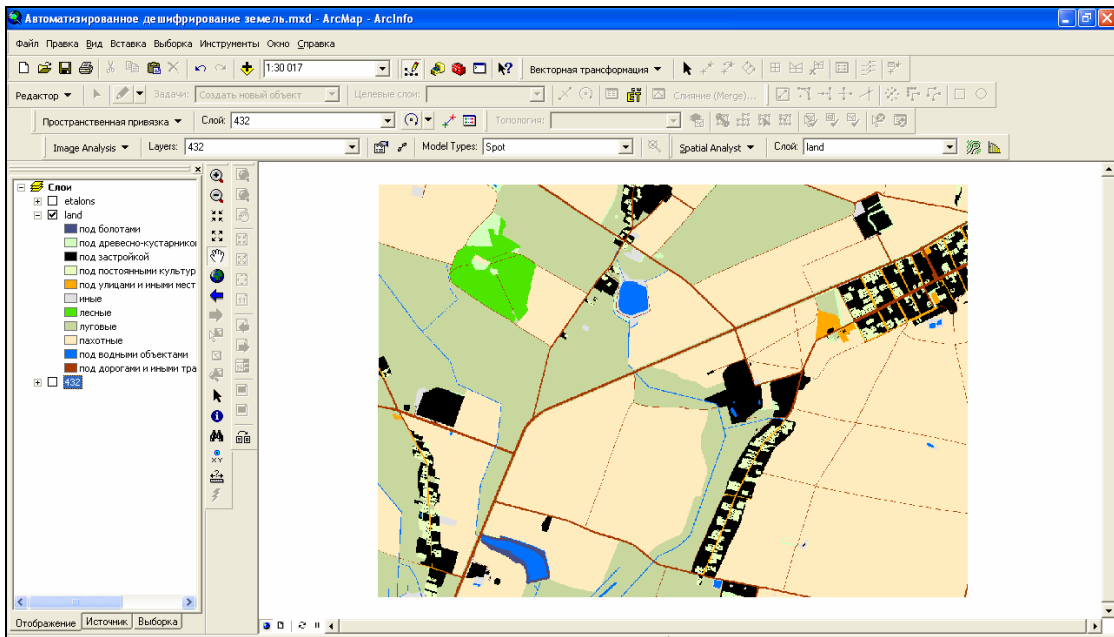 Автоматизированное дешифрирование земель.mxd - ArcMap - ArcInfo
Файл Правка Вид Вставка Выборка Инструменты Окно Справка
1:30 017 Векторная трансформация
Редактор Задачи: Создать новый объект Целевые слои: Слияние (Merge)...
Пространственная привязка Слой: 432 Топология:
Image Analysis Layers: 432 Model Types: Spot Spatial Analyst Слой: land
Слои
etalons
land
под болотами
под древесно-кустарников
под застройкой
под постоянными культур
под улицами и иными мест
иные
лесные
луговые
пахотные
под водными объектами
под дорогами и иными тра
432
Отображение Источник Выборка